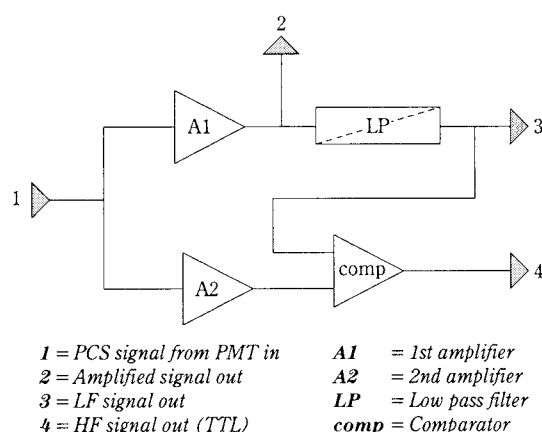 2
A1
LP
3
1
comp
4
A2
1 = PCS signal from PMT in
2 = Amplified signal out
3 = LF signal out
4 = HF signal out (TTL)
A1 = 1st amplifier
A2 = 2nd amplifier
LP = Low pass filter
comp = Comparator